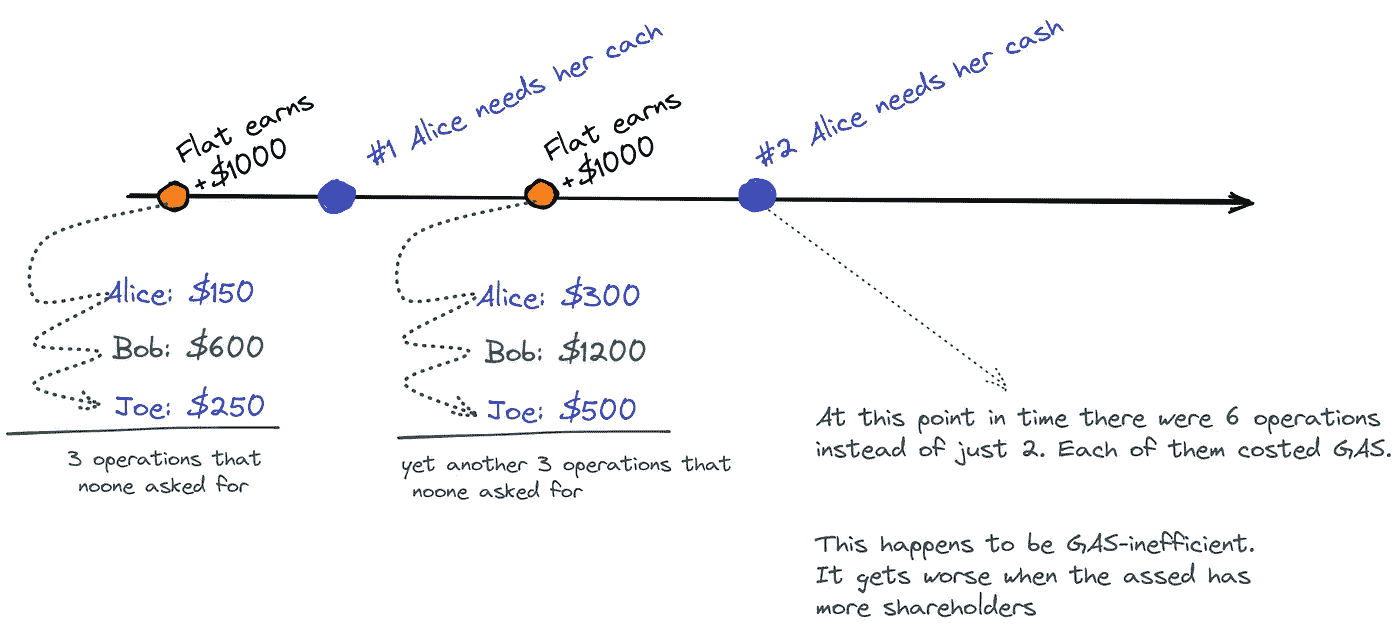 Flat earns
+$1000
#1 Alice needs her cach
Flat earns
+$1000
#2 Alice needs her cash
Alice: $150
Bob: $600
Joe: $250
3 operations that
noone asked for
Alice: $300
Bob: $1200
Joe: $500
yet another 3 operations that
noone asked for
At this point in time there were 6 operations
instead of just 2. Each of them costed GAS.
This happens to be GAS-inefficient.
It gets worse when the assed has
more shareholders